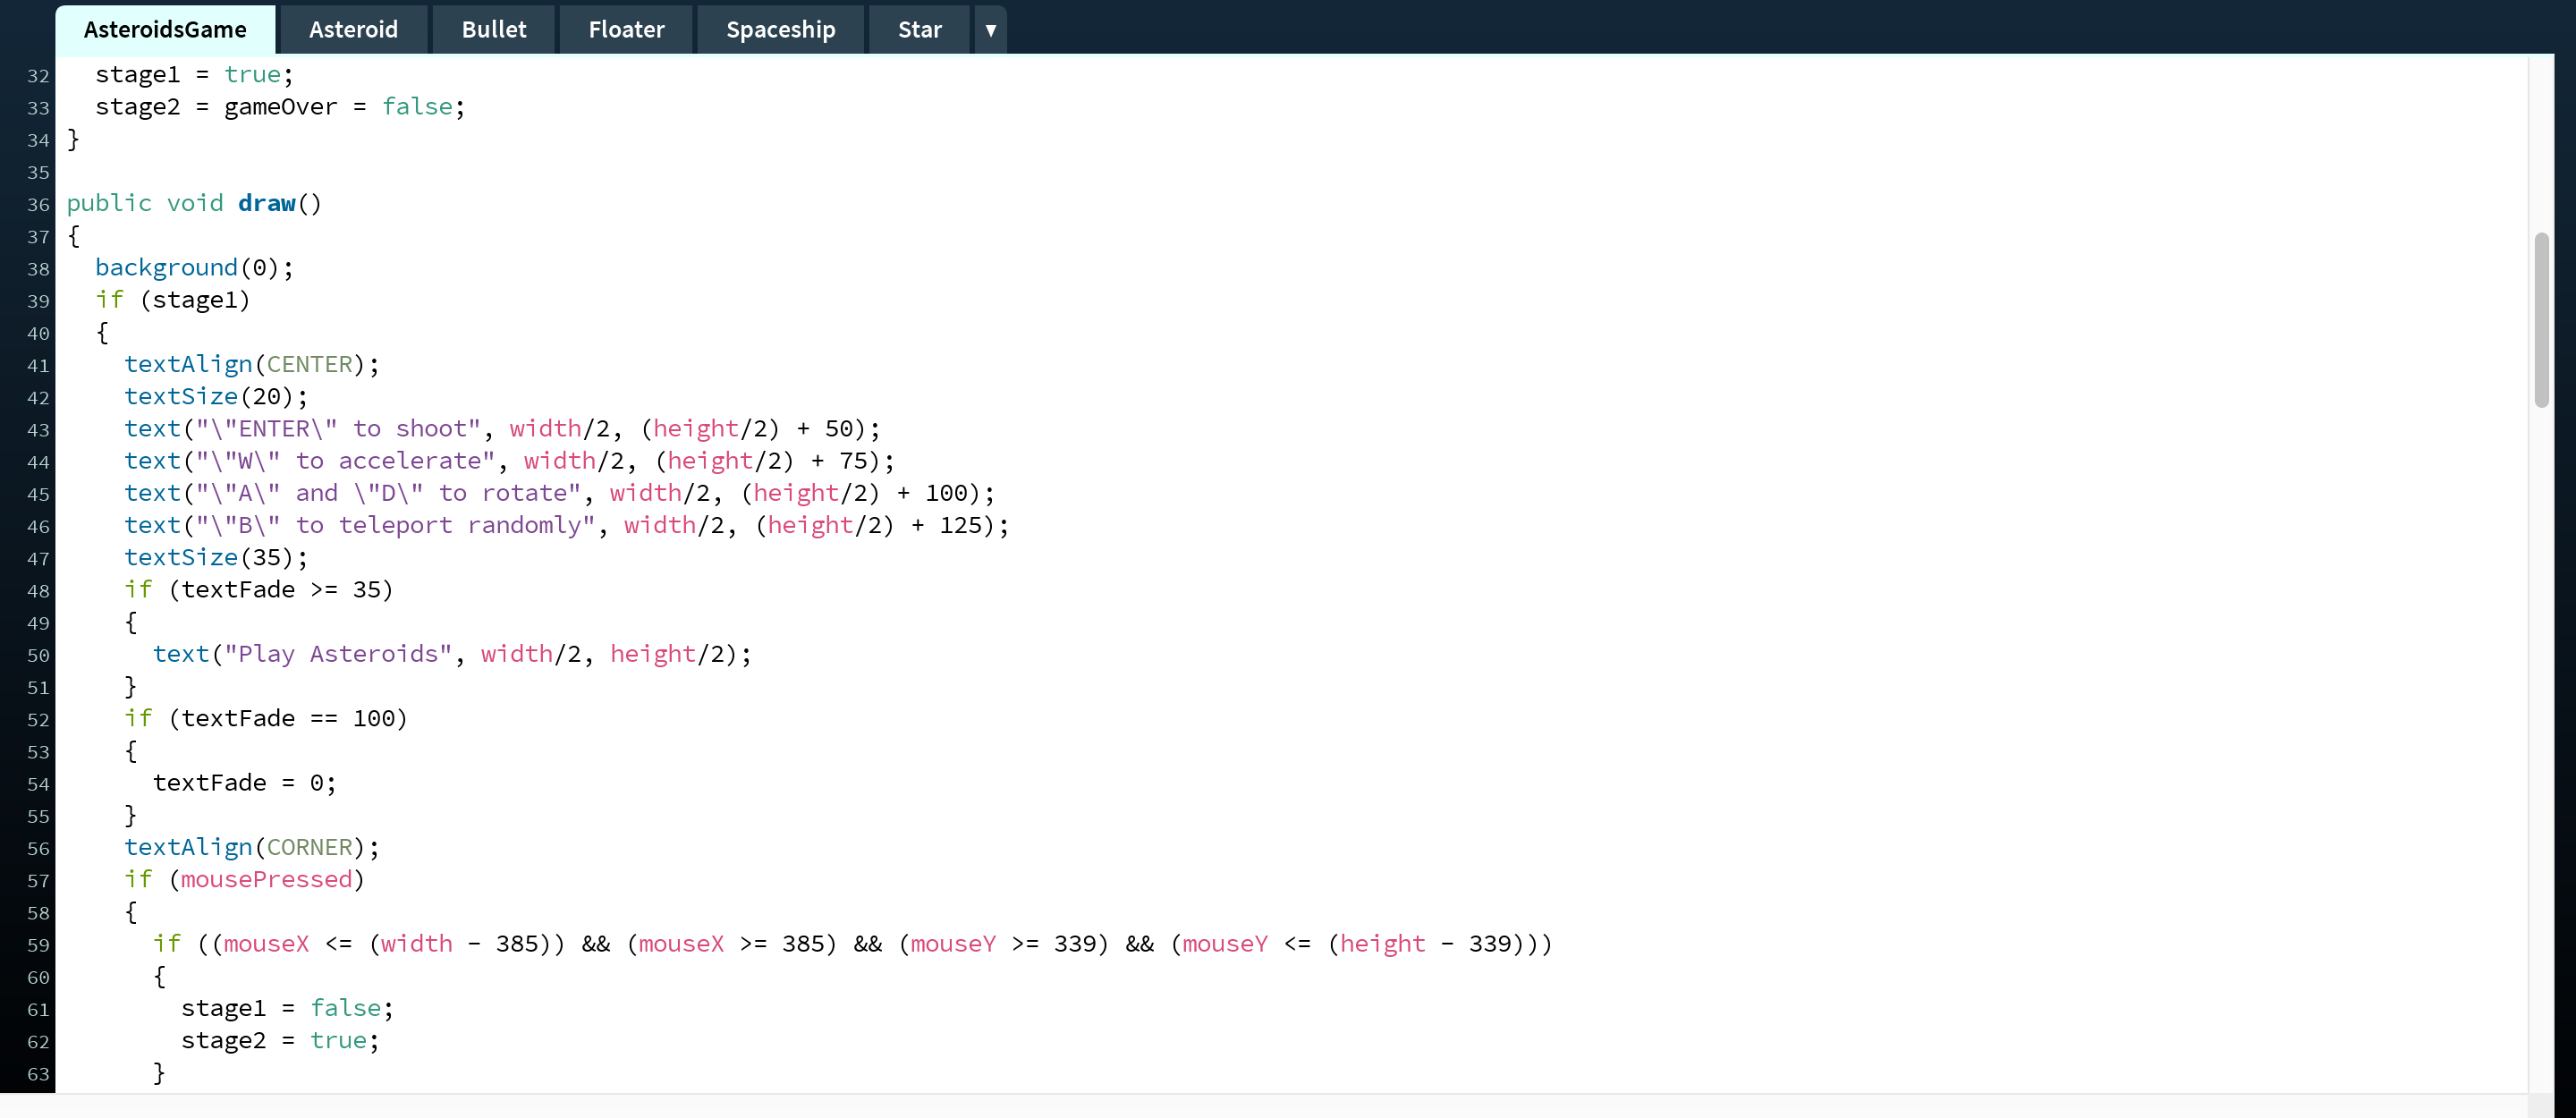 AsteroidsGame Asteroid Bullet Floater Spaceship Star ▼
32   stage1 = true;
33   stage2 = gameOver = false;
34 }
35
36 public void draw()
37 {
38   background(0);
39   if (stage1)
40   {
41     textAlign(CENTER);
42     textSize(20);
43     text("\"ENTER\" to shoot", width/2, (height/2) + 50);
44     text("\"W\" to accelerate", width/2, (height/2) + 75);
45     text("\"A\" and \"D\" to rotate", width/2, (height/2) + 100);
46     text("\"B\" to teleport randomly", width/2, (height/2) + 125);
47     textSize(35);
48     if (textFade >= 35)
49     {
50       text("Play Asteroids", width/2, height/2);
51     }
52     if (textFade == 100)
53     {
54       textFade = 0;
55     }
56     textAlign(CORNER);
57     if (mousePressed)
58     {
59       if ((mouseX <= (width - 385)) && (mouseX >= 385) && (mouseY >= 339) && (mouseY <= (height - 339)))
60       {
61         stage1 = false;
62         stage2 = true;
63       }